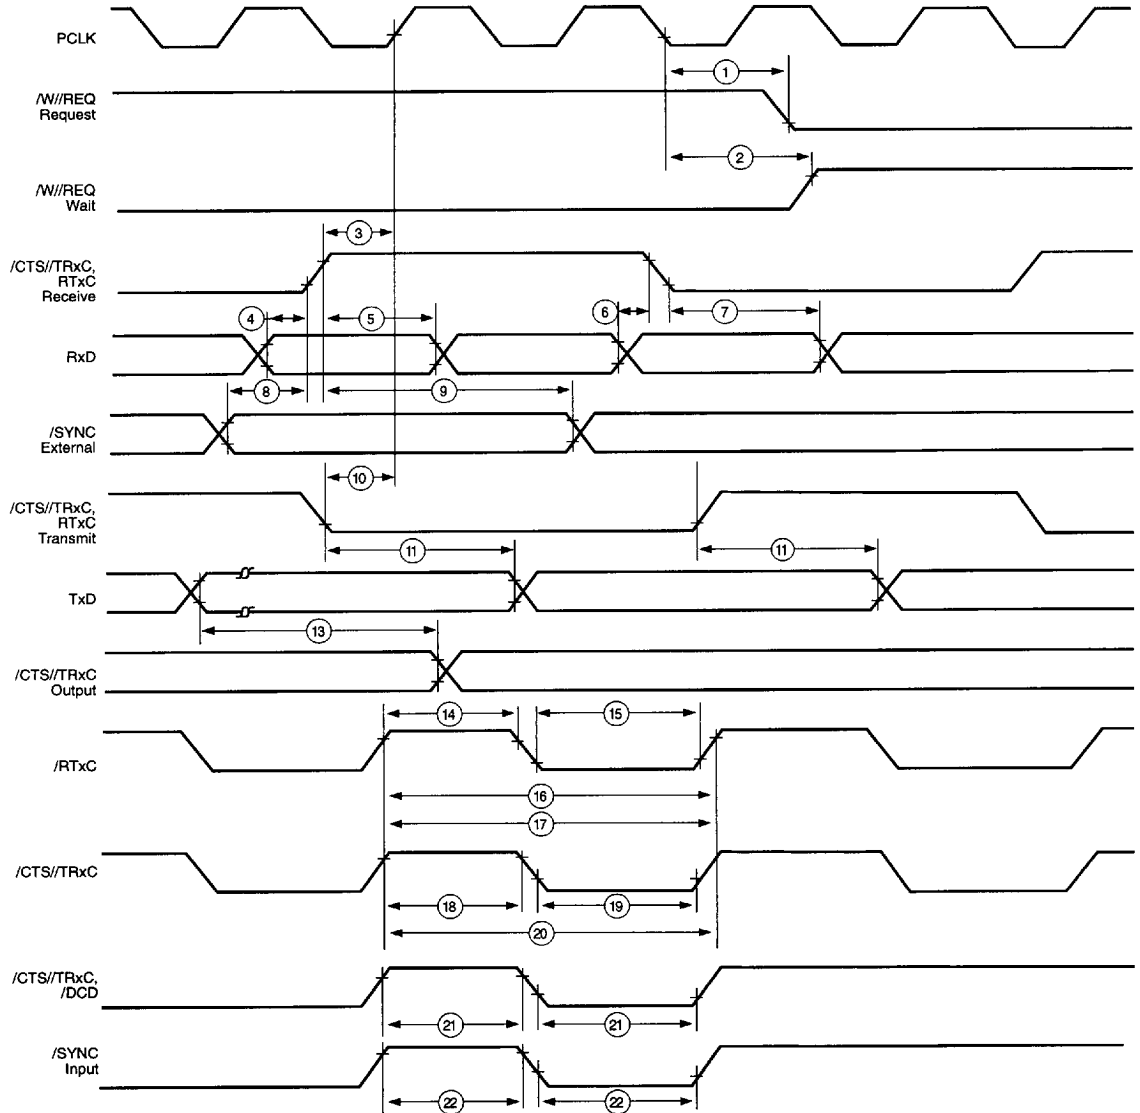 PCLK
1
/W//REQ
Request
2
/W//REQ
Wait
3
/CTS//TRxC,
RTxC
Receive
4
5
6
7
RxD
8
9
/SYNC
External
10
/CTS//TRxC,
RTxC
Transmit
11
11
TxD
13
/CTS//TRxC
Output
14
15
/RTxC
16
17
/CTS//TRxC
18
19
20
/CTS//TRxC,
/DCD
21
21
/SYNC
Input
22
22